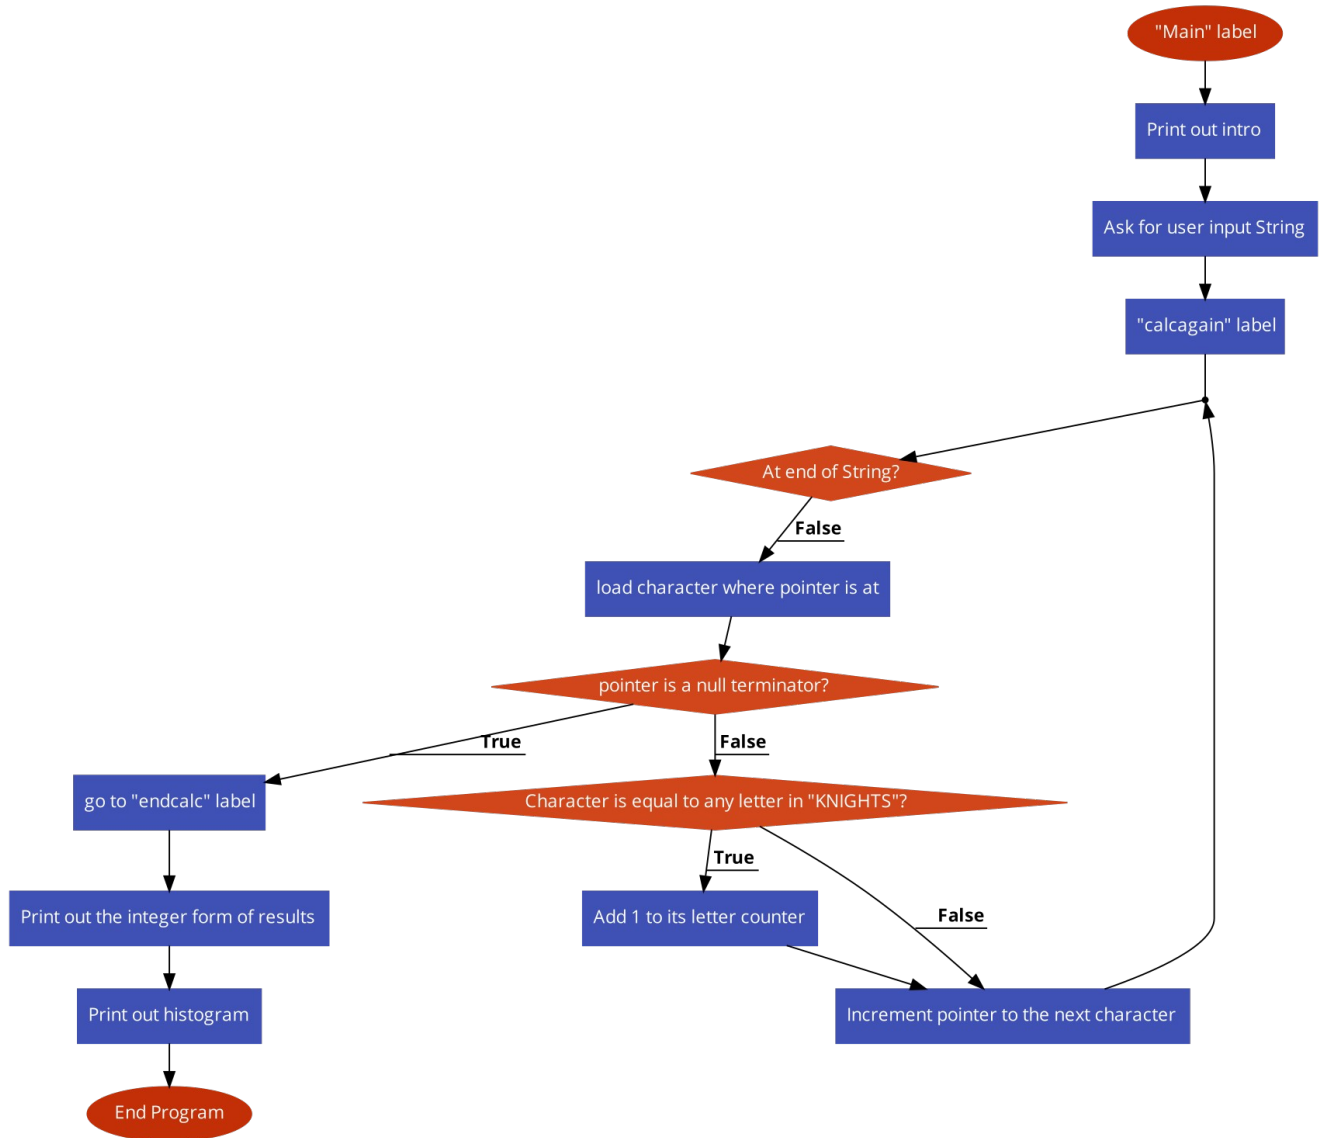 "Main" label
Print out intro
Ask for user input String
"calcagain" label
At end of String?
False
load character where pointer is at
pointer is a null terminator?
True
False
go to "endcalc" label
Character is equal to any letter in "KNIGHTS"?
True
False
Print out the integer form of results
Add 1 to its letter counter
Print out histogram
Increment pointer to the next character
End Program